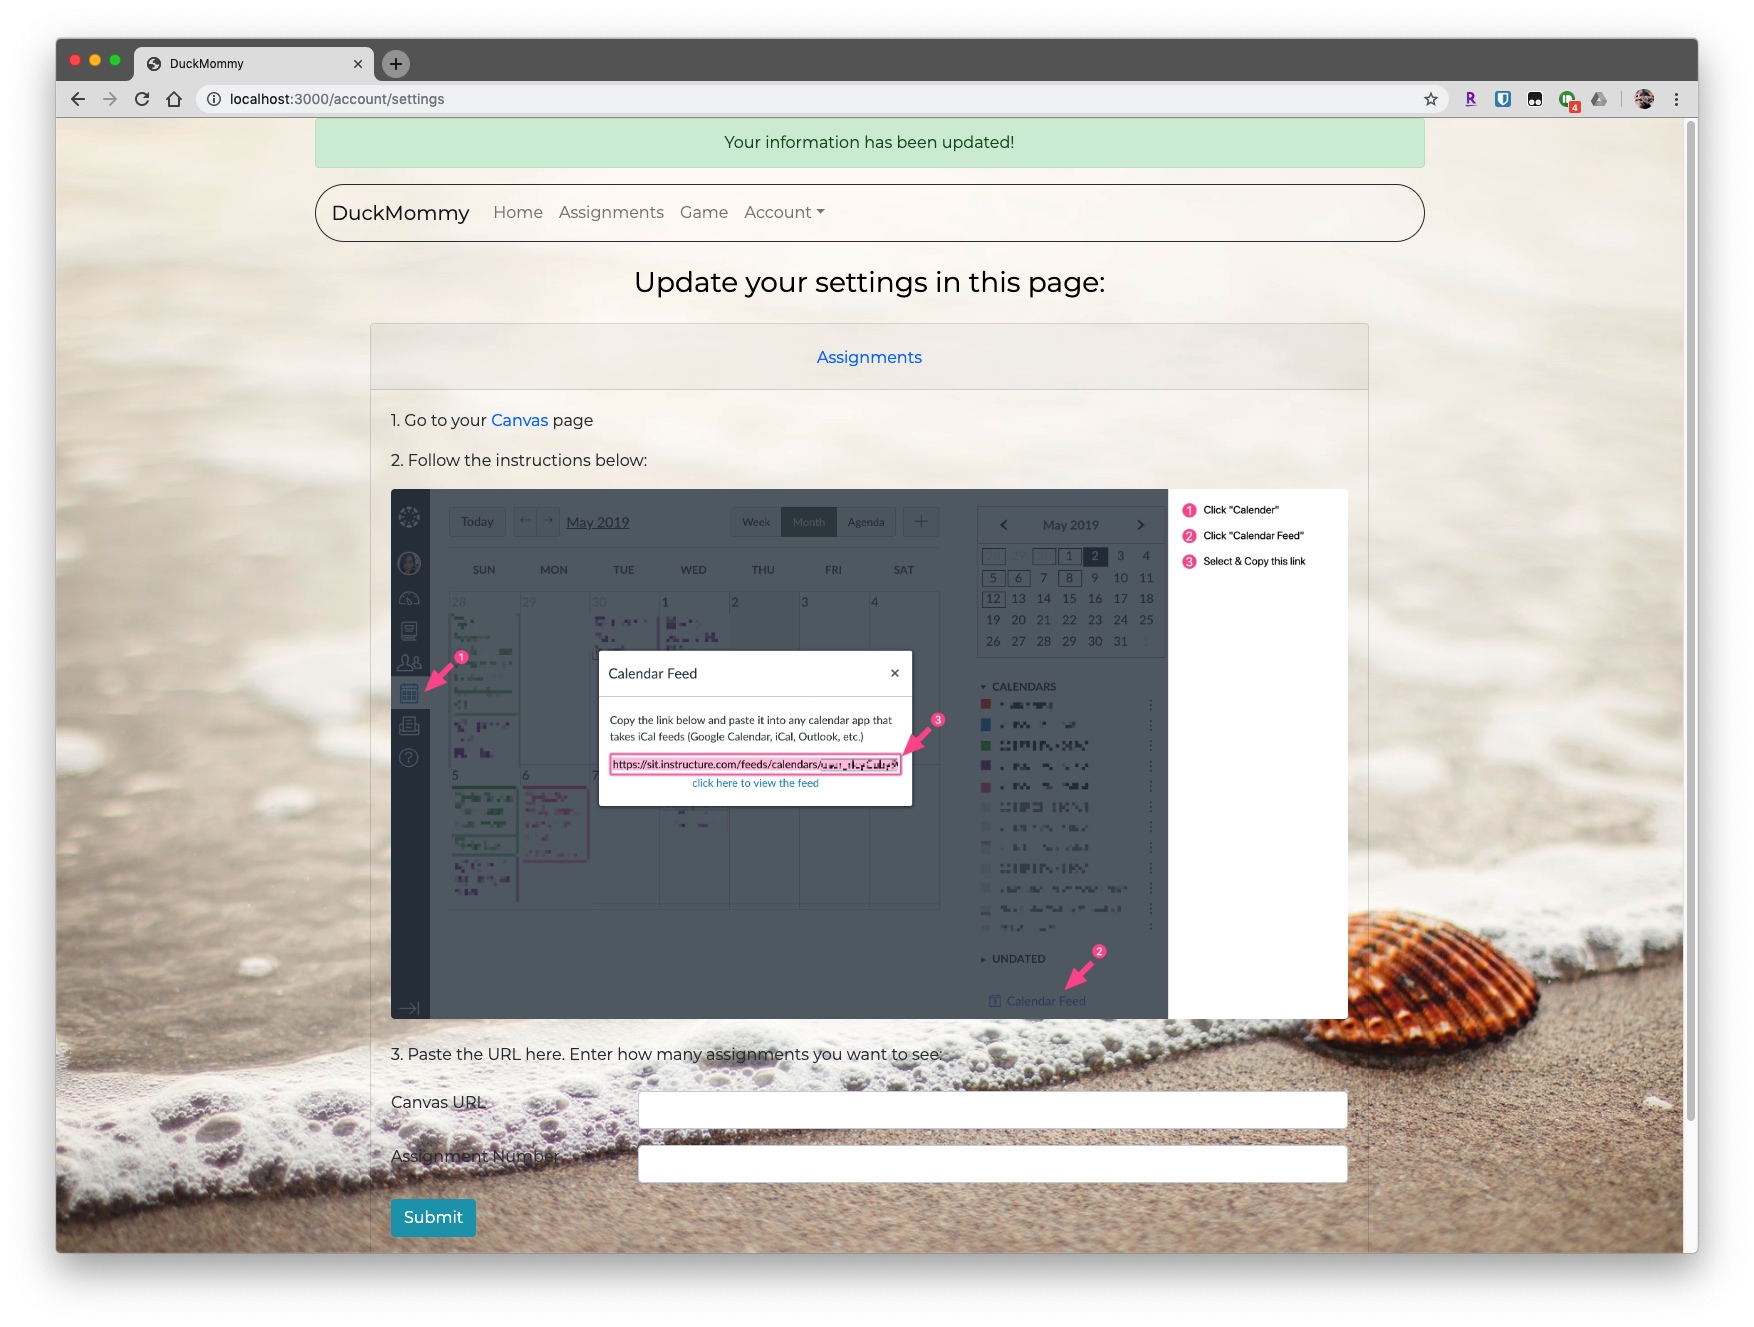 DuckMommy
localhost:3000/account/settings
4
Your information has been updated!
DuckMommy Home Assignments Game Account
Update your settings in this page:
Assignments
1. Go to your Canvas page
2. Follow the instructions below:
Today May 2019 Week Month Agenda
SUN MON TUE WED THU FRI SAT
28 29 30 1 2 3 4
5 6 7
May 2019
1 2 3 4
5 6 7 8 9 10 11
12 13 14 15 16 17 18
19 20 21 22 23 24 25
26 27 28 29 30 31
CALENDARS
UNDATED
Calendar Feed
1
2
3
Calendar Feed
Copy the link below and paste it into any calendar app that
takes iCal feeds (Google Calendar, iCal, Outlook, etc.)
https://sit.instructure.com/feeds/calendars/
click here to view the feed
1 Click "Calender"
2 Click "Calendar Feed"
3 Select & Copy this link
3. Paste the URL here. Enter how many assignments you want to see:
Canvas URL
Assignment Number
Submit